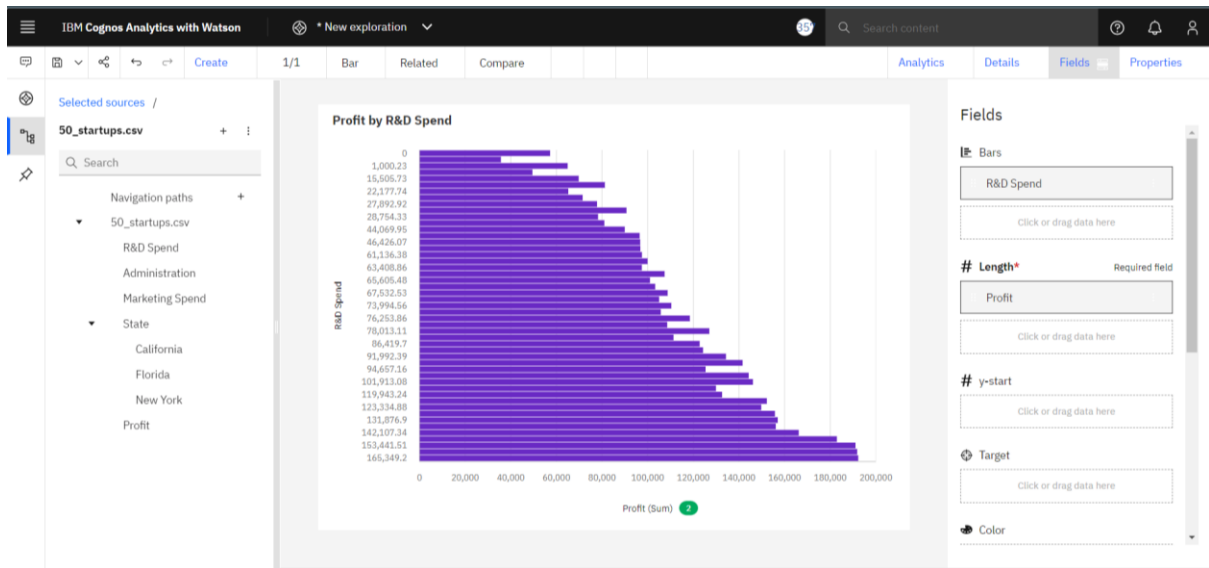 IBM Cognos Analytics with Watson
* New exploration
35°
Search content
Create
1/1
Bar
Related
Compare
Analytics
Details
Fields
Properties
Selected sources /
50_startups.csv
Search
Navigation paths
50_startups.csv
R&D Spend
Administration
Marketing Spend
State
California
Florida
New York
Profit
Profit by R&D Spend
R&D Spend
0
1,000.23
15,505.73
22,177.74
27,892.92
28,754.33
44,069.95
46,426.07
61,136.38
63,408.86
65,605.48
67,532.53
73,994.56
76,253.86
78,013.11
86,419.7
91,992.39
94,657.16
101,913.08
119,943.24
123,334.88
131,876.9
142,107.34
153,441.51
165,349.2
0 20,000 40,000 60,000 80,000 100,000 120,000 140,000 160,000 180,000 200,000
Profit (Sum) 2
Fields
Bars
R&D Spend
Click or drag data here
Length* Required field
Profit
Click or drag data here
y-start
Click or drag data here
Target
Click or drag data here
Color